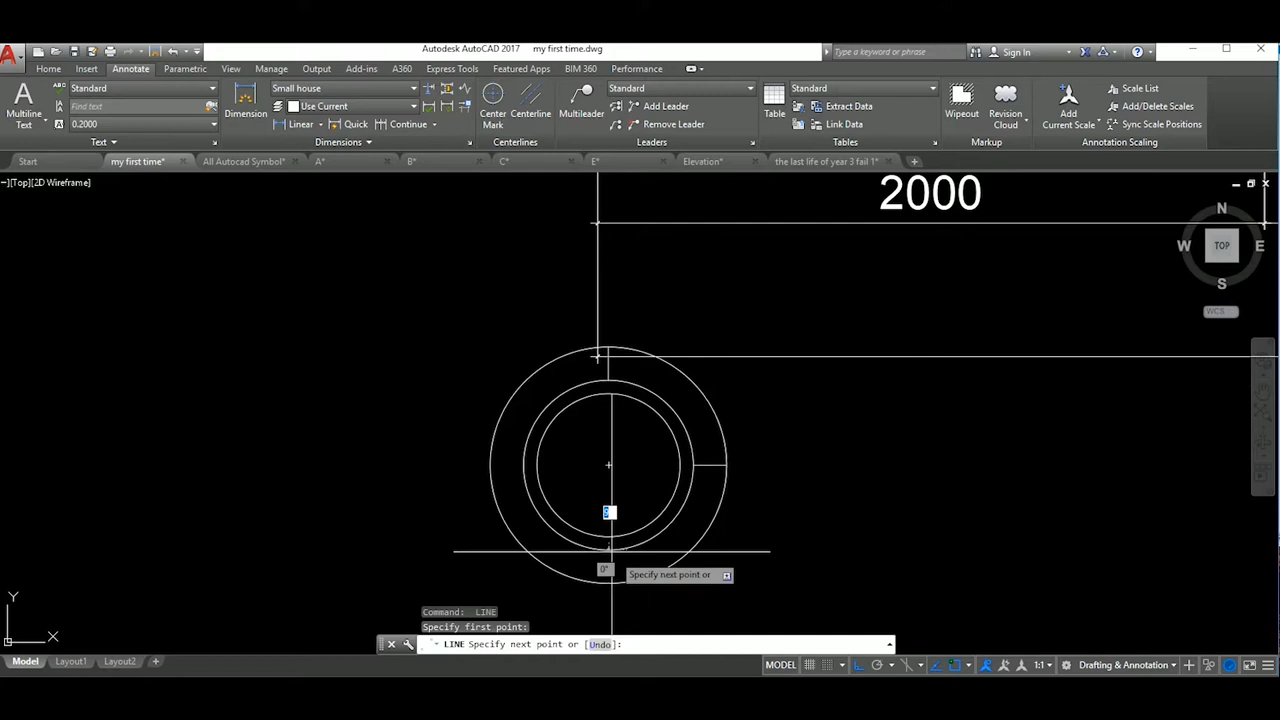 Autodesk AutoCAD 2017 my first time.dwg
Type a keyword or phrase
Sign In
Home Insert Annotate Parametric View Manage Output Add-ins A360 Express Tools Featured Apps BIM 360 Performance
Multiline Text
Standard
Find text
0.2000
Text
Dimension
Small house
Use Current
Linear Quick Continue
Dimensions
Center Mark
Centerline
Centerlines
Multileader
Standard
Add Leader
Remove Leader
Leaders
Table
Standard
Extract Data
Link Data
Tables
Wipeout
Revision Cloud
Markup
Add Current Scale
Scale List
Add/Delete Scales
Sync Scale Positions
Annotation Scaling
Start my first time* All Autocad Symbol* A* B* C* E* Elevation* the last life of year 3 fail 1*
[Top][2D Wireframe]
2000
N
W TOP E
S
WCS
0°
Specify next point or
Y
X
Command: LINE
Specify first point:
LINE Specify next point or [Undo]:
Model Layout1 Layout2
MODEL
1:1
Drafting & Annotation